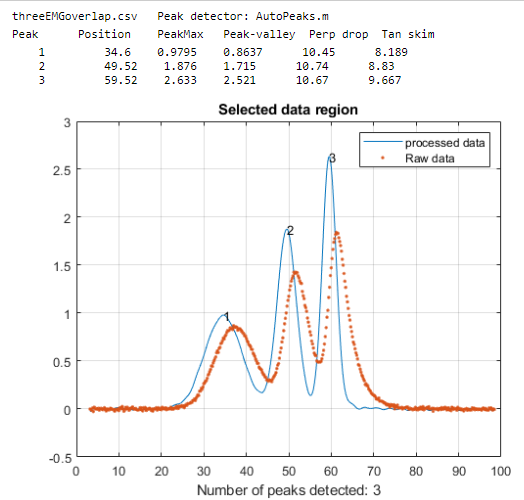 threeEMGoverlap.csv Peak detector: AutoPeaks.m
Peak Position PeakMax Peak-valley Perp drop Tan skim
1 34.6 0.9795 0.8637 10.45 8.189
2 49.52 1.876 1.715 10.74 8.83
3 59.52 2.633 2.521 10.67 9.667
Selected data region
3
processed data
Raw data
3
2.5
2
2
1.5
1
1
0.5
0
-0.5
0 10 20 30 40 50 60 70 80 90 100
Number of peaks detected: 3